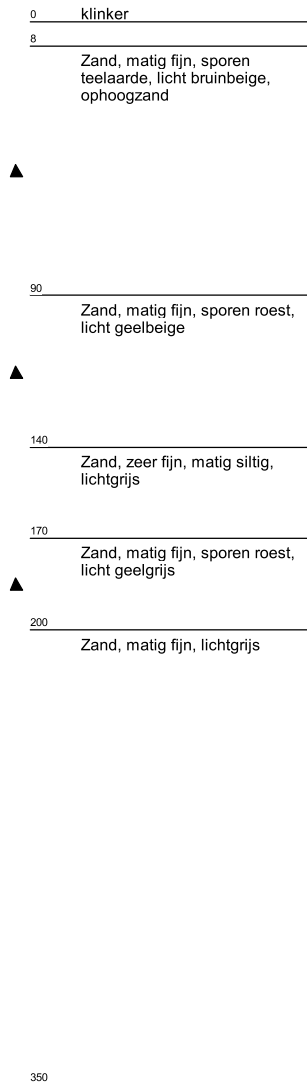 0 klinker
8
Zand, matig fijn, sporen
teelaarde, licht bruinbeige,
ophoogzand
90
Zand, matig fijn, sporen roest,
licht geelbeige
140
Zand, zeer fijn, matig siltig,
lichtgrijs
170
Zand, matig fijn, sporen roest,
licht geelgrijs
200
Zand, matig fijn, lichtgrijs
350